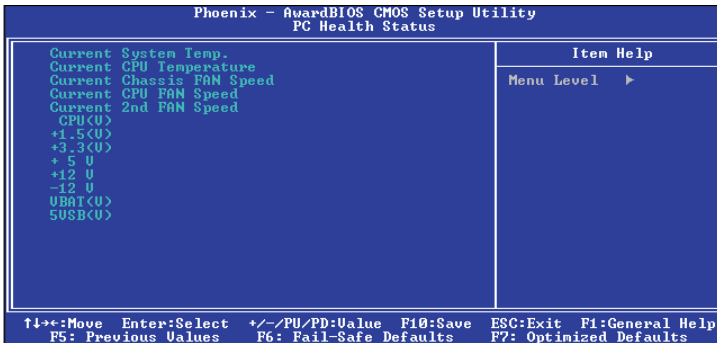 Phoenix - AwardBIOS CMOS Setup Utility
PC Health Status
Current System Temp.
Current CPU Temperature
Current Chassis FAN Speed
Current CPU FAN Speed
Current 2nd FAN Speed
CPU(V)
+1.5(V)
+3.3(V)
+ 5 V
+12 V
-12 V
VBAT(V)
5VSB(V)
Item Help
Menu Level ▶
↑↓→←:Move Enter:Select +/-/PU/PD:Value F10:Save ESC:Exit F1:General Help
F5: Previous Values F6: Fail-Safe Defaults F7: Optimized Defaults